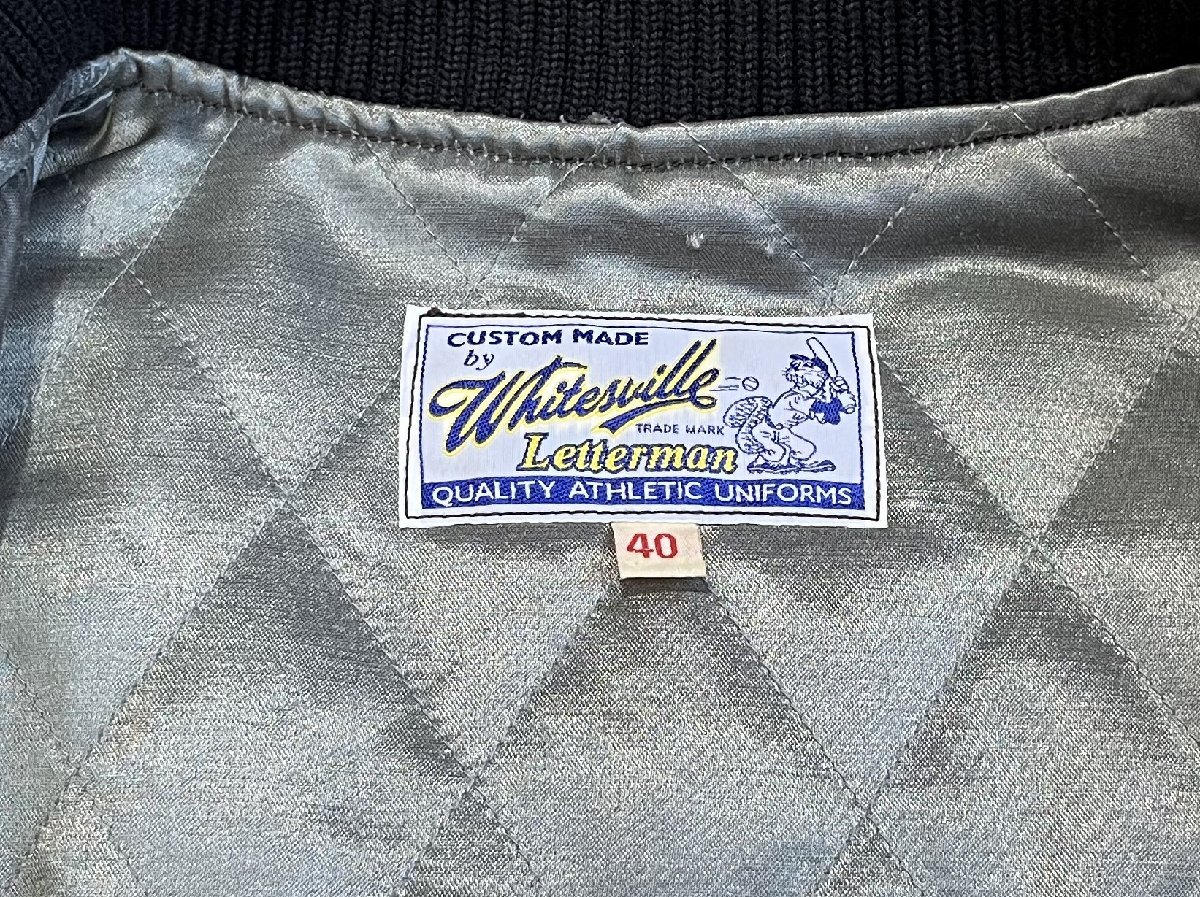 CUSTOM MADE
by
Whitesville
TRADE MARK
Letterman
QUALITY ATHLETIC UNIFORMS
40